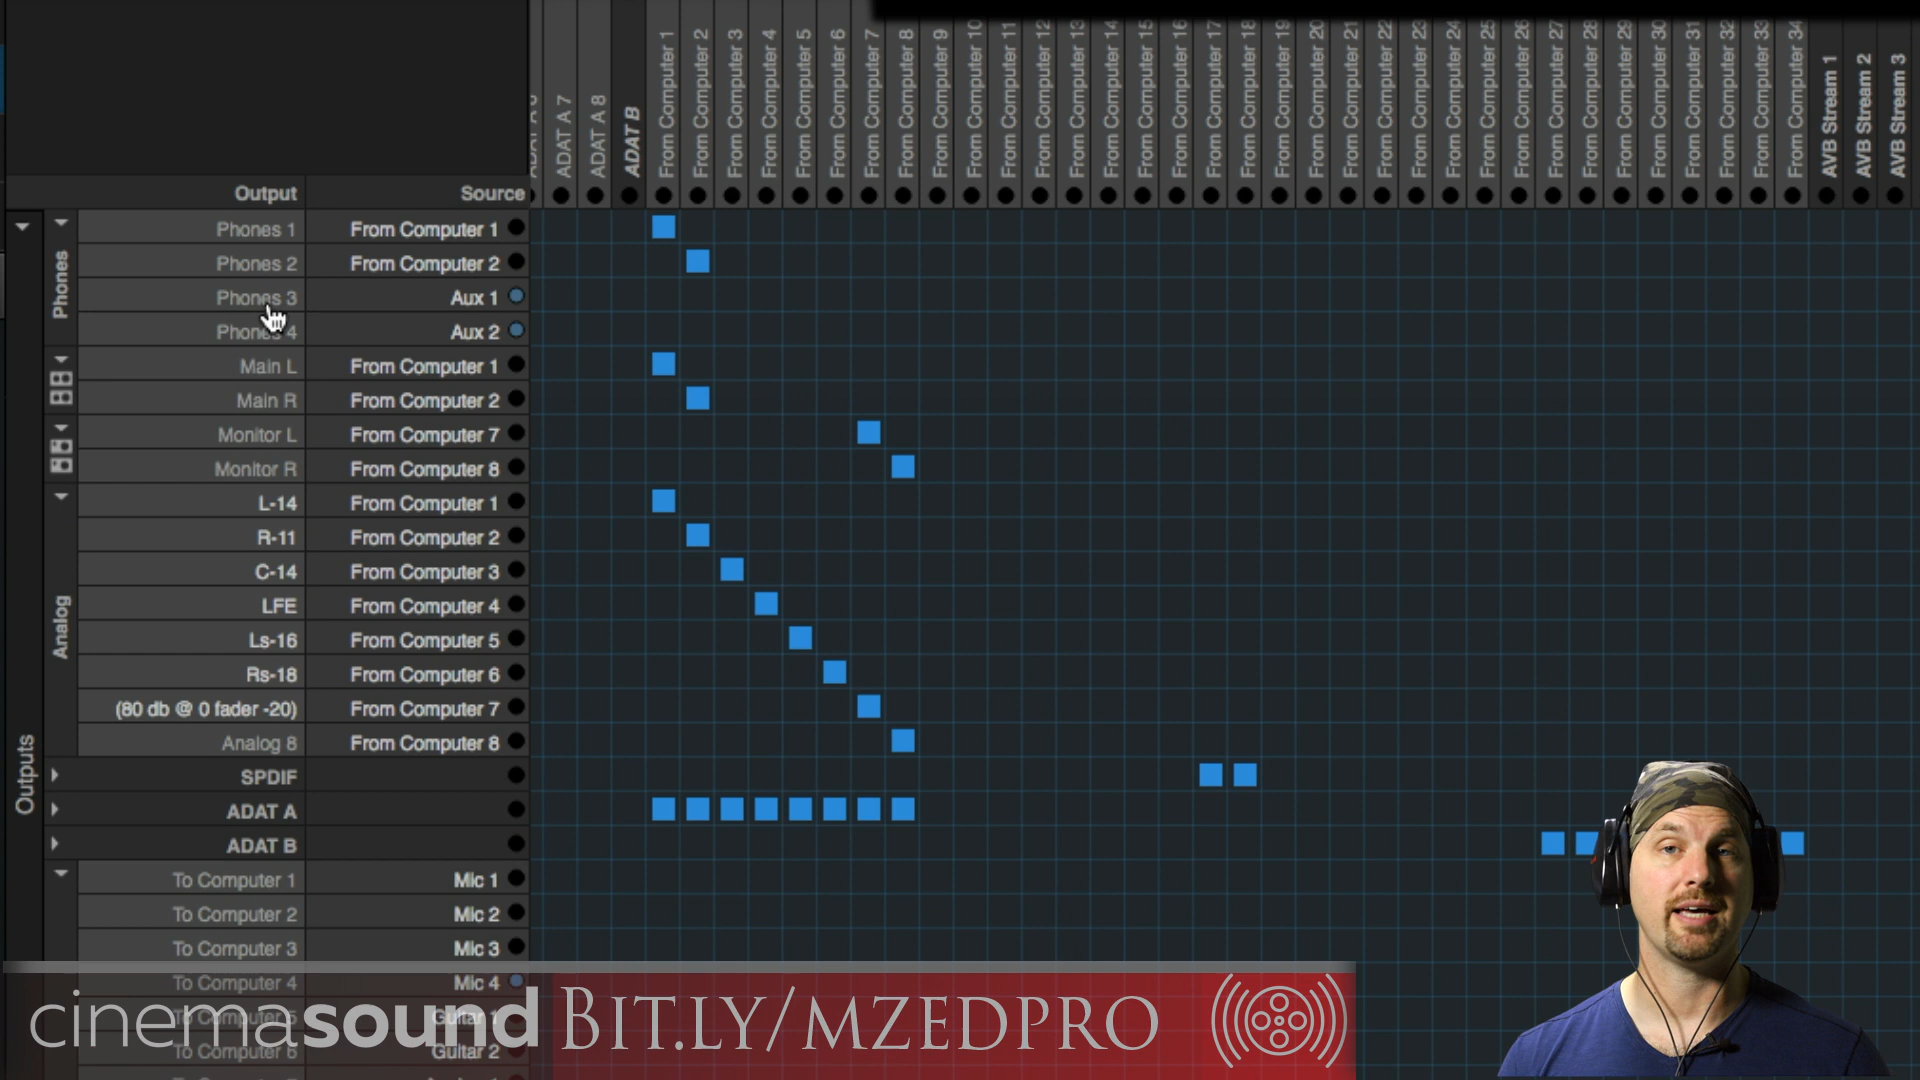 ADAT A 7
ADAT A 8
ADAT B
From Computer 1
From Computer 2
From Computer 3
From Computer 4
From Computer 5
From Computer 6
From Computer 7
From Computer 8
From Computer 9
From Computer 10
From Computer 11
From Computer 12
From Computer 13
From Computer 14
From Computer 15
From Computer 16
From Computer 17
From Computer 18
From Computer 19
From Computer 20
From Computer 21
From Computer 22
From Computer 23
From Computer 24
From Computer 25
From Computer 26
From Computer 27
From Computer 28
From Computer 29
From Computer 30
From Computer 31
From Computer 32
From Computer 33
From Computer 34
AVB Stream 1
AVB Stream 2
AVB Stream 3
Output Source
Outputs
Phones
Phones 1 From Computer 1
Phones 2 From Computer 2
Phones 3 Aux 1
Phones 4 Aux 2
Main L From Computer 1
Main R From Computer 2
Monitor L From Computer 7
Monitor R From Computer 8
Analog
L-14 From Computer 1
R-11 From Computer 2
C-14 From Computer 3
LFE From Computer 4
Ls-16 From Computer 5
Rs-18 From Computer 6
(80 db @ 0 fader -20) From Computer 7
Analog 8 From Computer 8
SPDIF
ADAT A
ADAT B
To Computer 1 Mic 1
To Computer 2 Mic 2
To Computer 3 Mic 3
To Computer 4 Mic 4
To Computer 5 Guitar 1
To Computer 6 Guitar 2
cinemasound BIT.LY/MZEDPRO